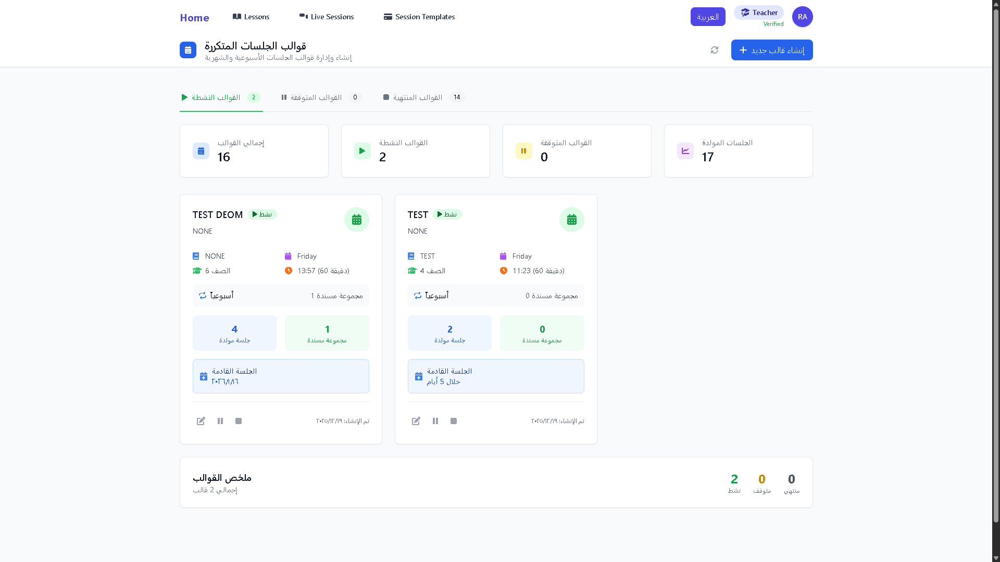 Home
Lessons
Live Sessions
Session Templates
العربية
Teacher
Verified
RA
قوالب الجلسات المتكررة
إنشاء وإدارة قوالب الجلسات الأسبوعية والشهرية
إنشاء قالب جديد
القوالب النشطة 2
القوالب المتوقفة 0
القوالب المنتهية 14
إجمالي القوالب
16
القوالب النشطة
2
القوالب المتوقفة
0
الجلسات المولدة
17
TEST DEOM
نشط
NONE
NONE
Friday
الصف 6
13:57 (60 دقيقة)
أسبوعياً
1 مجموعة مسندة
4
جلسة مولدة
1
مجموعة مسندة
الجلسة القادمة
٢٠٢٦/١/١٦
تم الإنشاء: ٢٠٢٥/١٢/١٩
TEST
نشط
NONE
TEST
Friday
الصف 4
11:23 (60 دقيقة)
أسبوعياً
0 مجموعة مسندة
2
جلسة مولدة
0
مجموعة مسندة
الجلسة القادمة
خلال 5 أيام
تم الإنشاء: ٢٠٢٥/١٢/١٩
ملخص القوالب
إجمالي 2 قالب
2
نشط
0
متوقف
0
منتهي